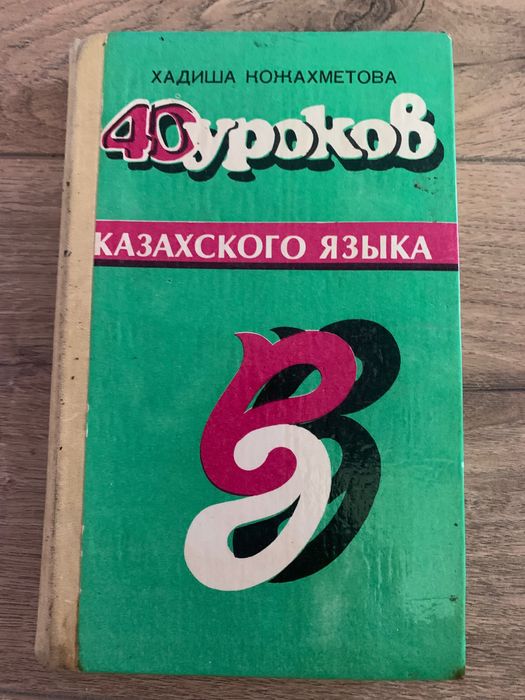 ХАДИША КОЖАХМЕТОВА
40 уроков
КАЗАХСКОГО ЯЗЫКА